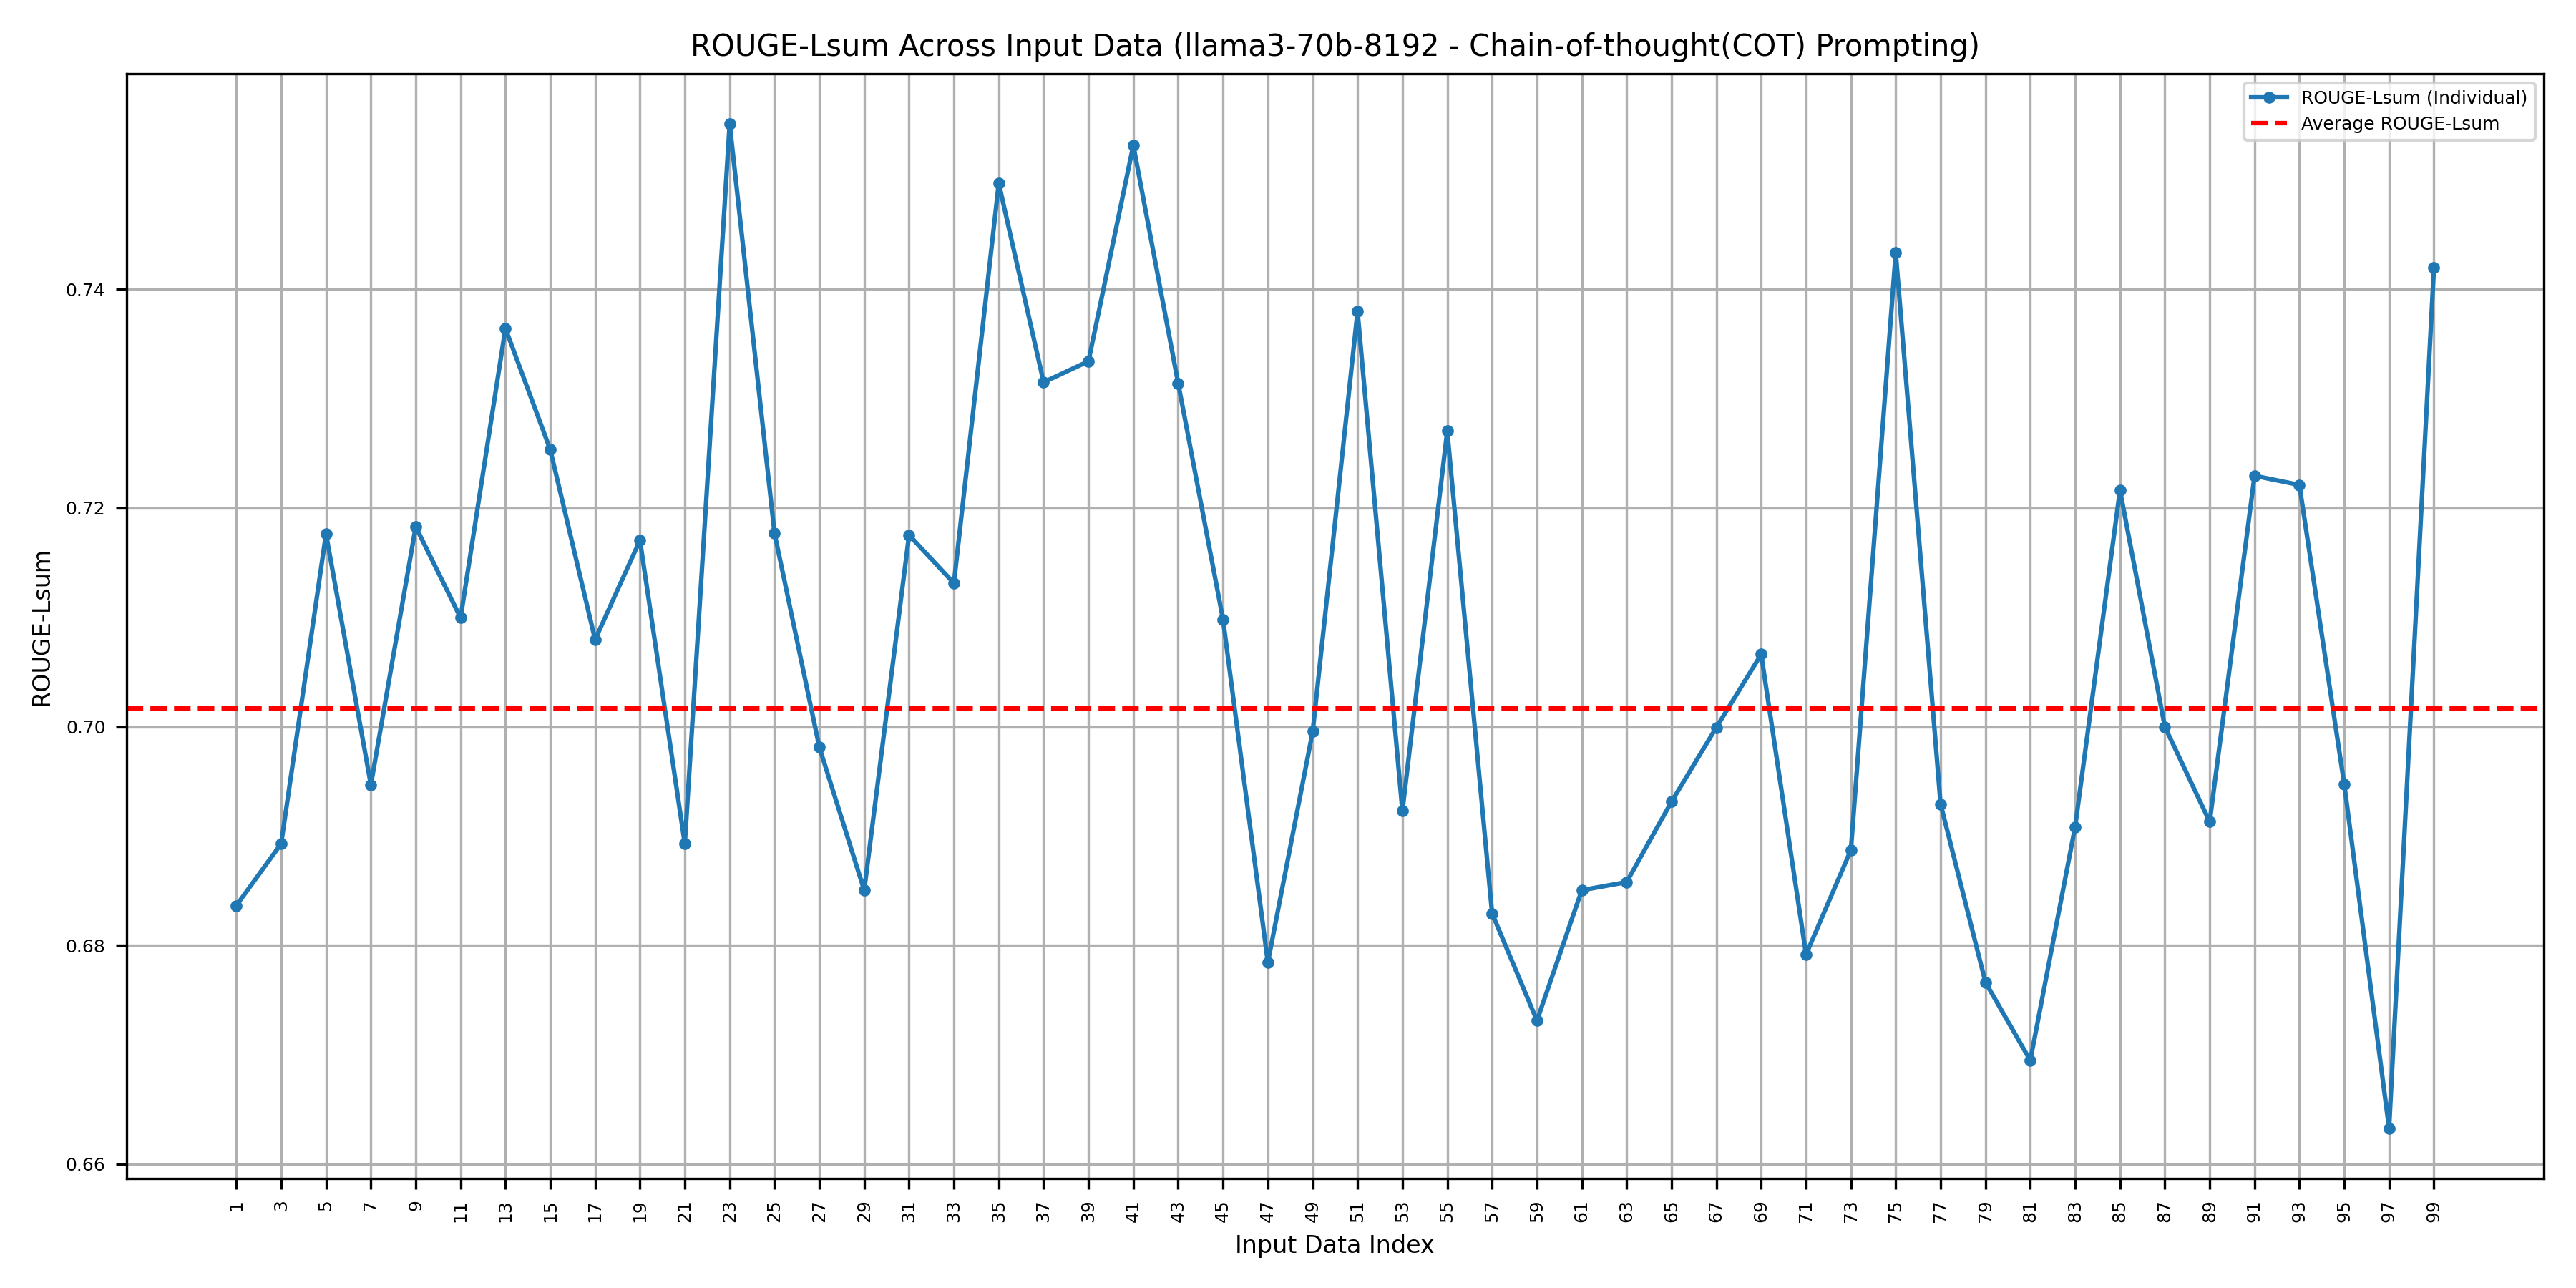 ROUGE-Lsum Across Input Data (llama3-70b-8192 - Chain-of-thought(COT) Prompting)
ROUGE-Lsum (Individual)
Average ROUGE-Lsum
ROUGE-Lsum
0.74
0.72
0.70
0.68
0.66
1 3 5 7 9 11 13 15 17 19 21 23 25 27 29 31 33 35 37 39 41 43 45 47 49 51 53 55 57 59 61 63 65 67 69 71 73 75 77 79 81 83 85 87 89 91 93 95 97 99
Input Data Index